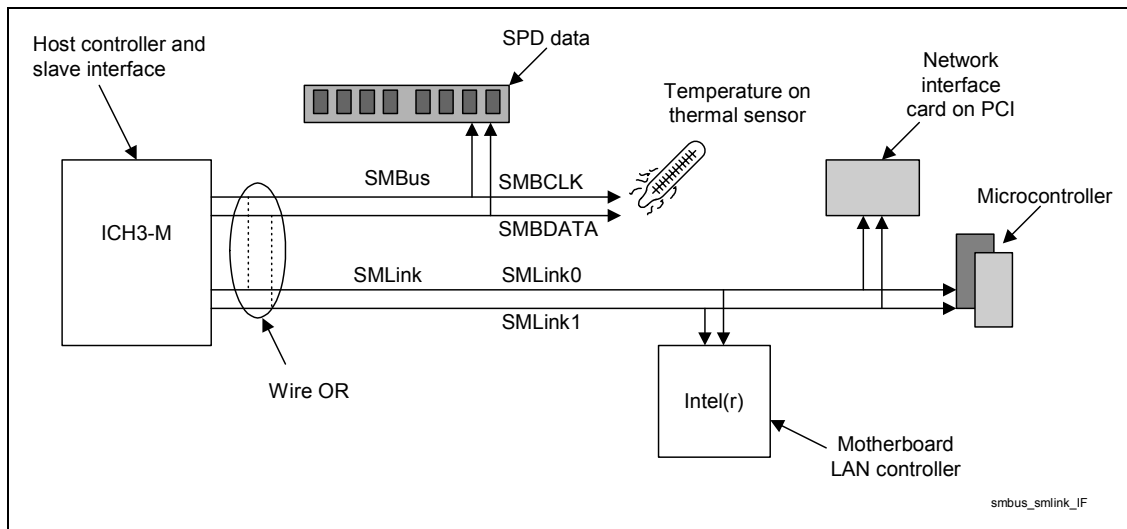 Host controller and
slave interface
SPD data
Temperature on
thermal sensor
Network
interface
card on PCI
Microcontroller
SMBus
SMBCLK
SMBDATA
ICH3-M
SMLink
SMLink0
SMLink1
Wire OR
Intel(r)
Motherboard
LAN controller
smbus_smlink_IF